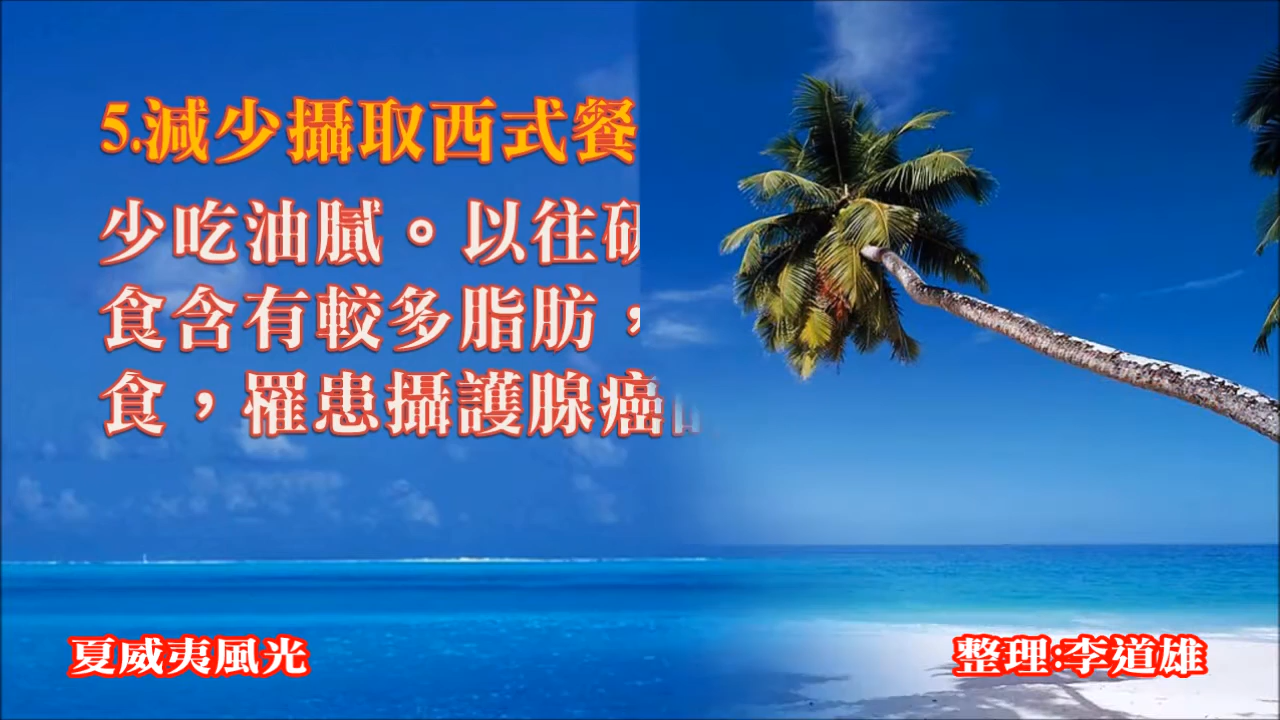 5.減少攝取西式餐
少吃油膩。以往研
食含有較多脂肪，
食，罹患攝護腺癌
夏威夷風光
整理:李道雄